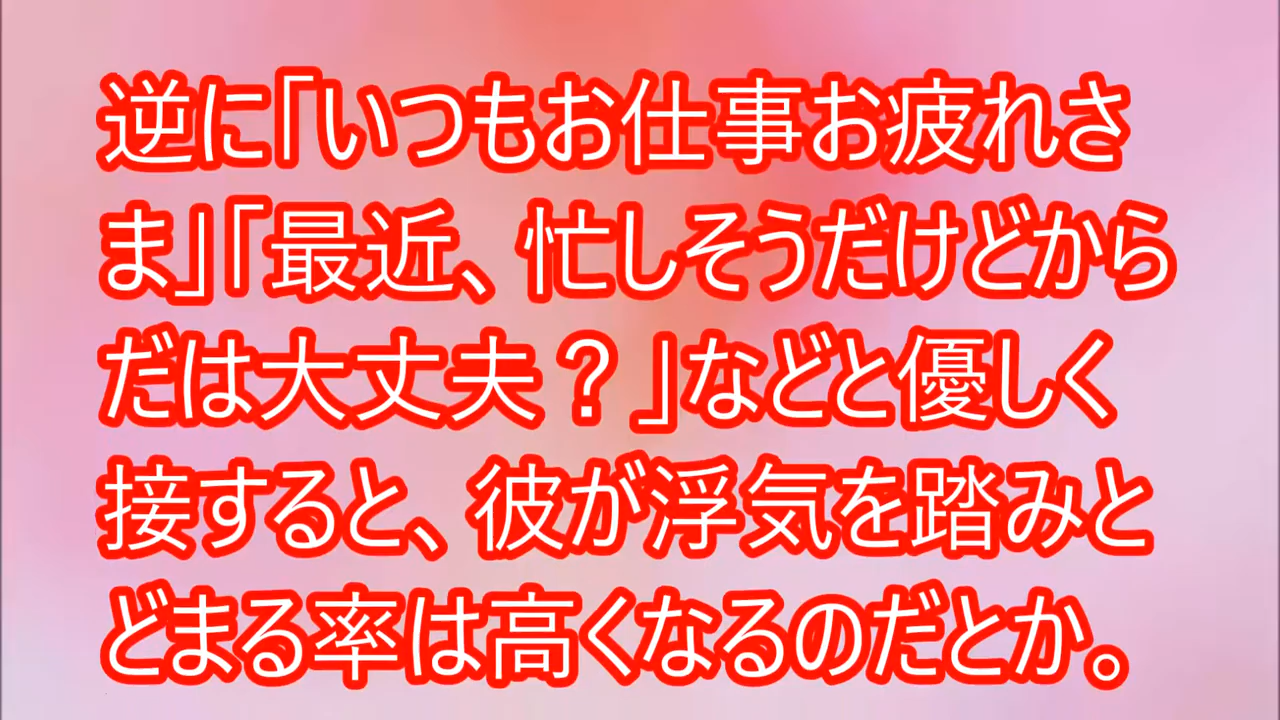 逆に「いつもお仕事お疲れさ
ま」「最近、忙しそうだけどから
だは大丈夫？」などと優しく
接すると、彼が浮気を踏みと
どまる率は高くなるのだとか。